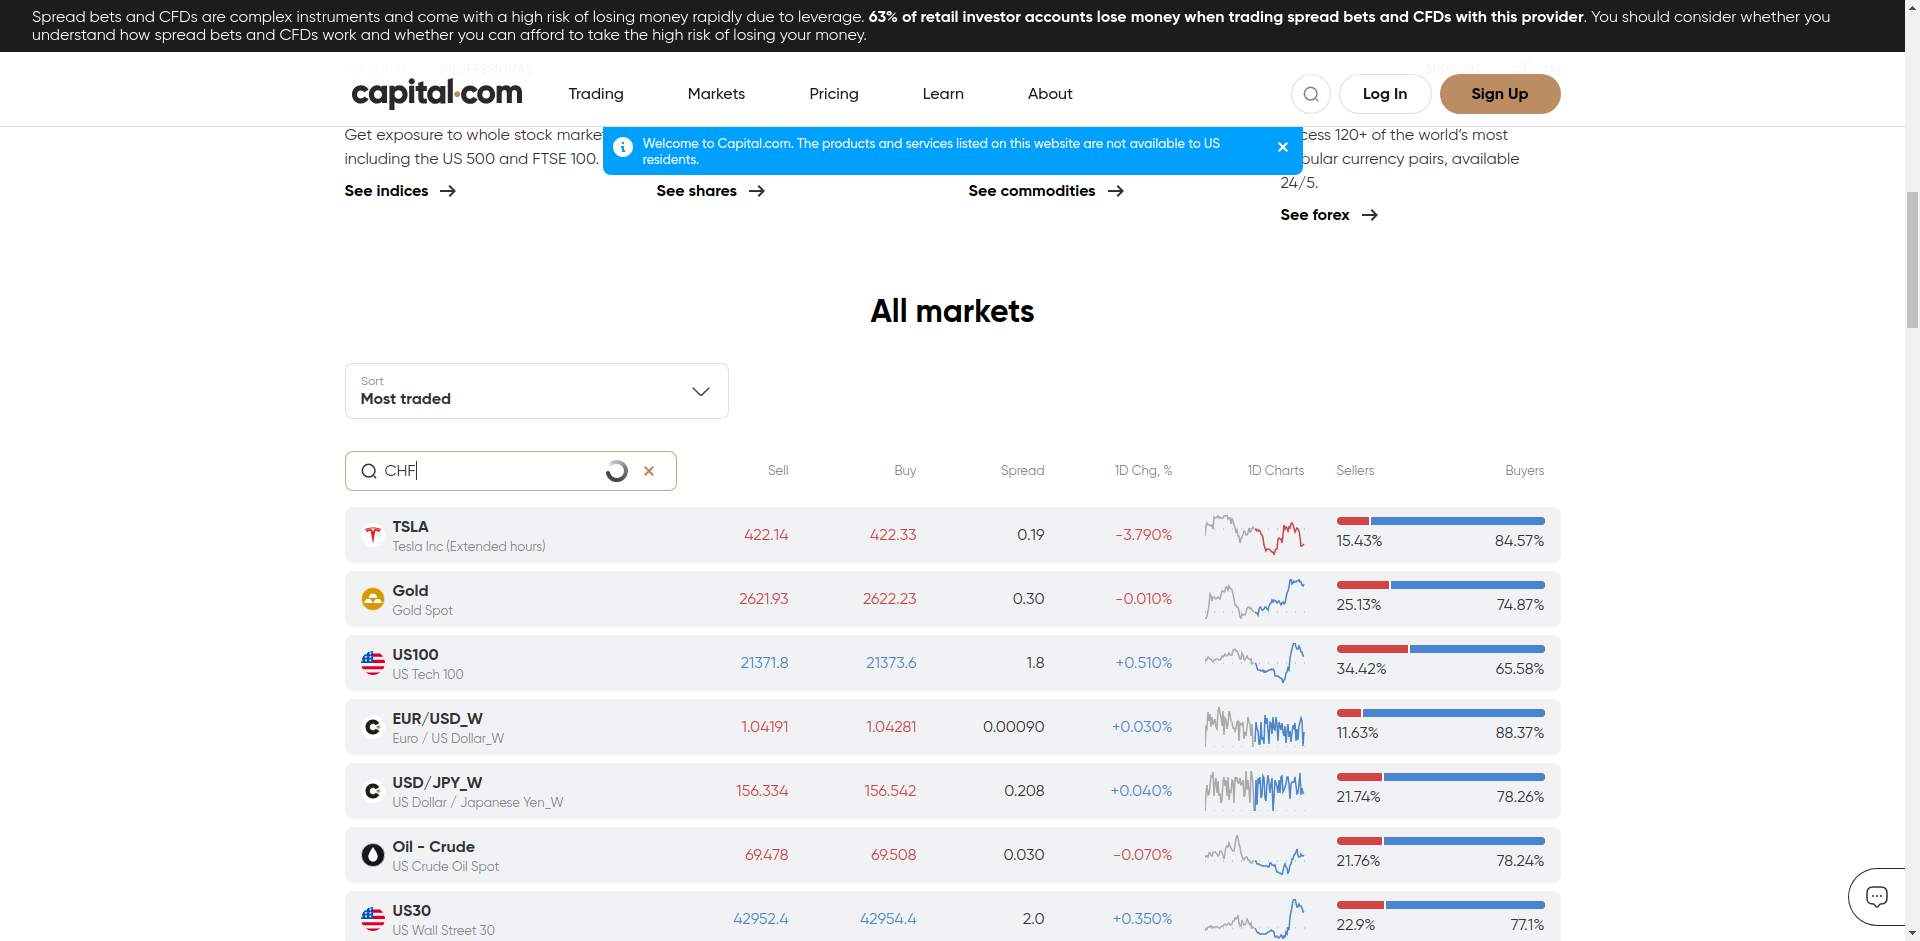 Spread bets and CFDs are complex instruments and come with a high risk of losing money rapidly due to leverage. 63% of retail investor accounts lose money when trading spread bets and CFDs with this provider. You should consider whether you
understand how spread bets and CFDs work and whether you can afford to take the high risk of losing your money.
PROFESSIONAL
SUPPORT
capital.com
Trading
Markets
Pricing
Learn
About
Log In
Sign Up
Get exposure to whole stock marke
including the US 500 and FTSE 100.
See indices
See shares
See commodities
cess 120+ of the world's most
pular currency pairs, available
24/5.
See forex
Welcome to Capital.com. The products and services listed on this website are not available to US
residents.
All markets
Sort
Most traded
CHF
Sell Buy Spread 1D Chg, % 1D Charts Sellers Buyers
TSLA
Tesla Inc (Extended hours)
422.14 422.33 0.19 -3.790% 15.43% 84.57%
Gold
Gold Spot
2621.93 2622.23 0.30 -0.010% 25.13% 74.87%
US100
US Tech 100
21371.8 21373.6 1.8 +0.510% 34.42% 65.58%
EUR/USD_W
Euro / US Dollar_W
1.04191 1.04281 0.00090 +0.030% 11.63% 88.37%
USD/JPY_W
US Dollar / Japanese Yen_W
156.334 156.542 0.208 +0.040% 21.74% 78.26%
Oil - Crude
US Crude Oil Spot
69.478 69.508 0.030 -0.070% 21.76% 78.24%
US30
US Wall Street 30
42952.4 42954.4 2.0 +0.350% 22.9% 77.1%